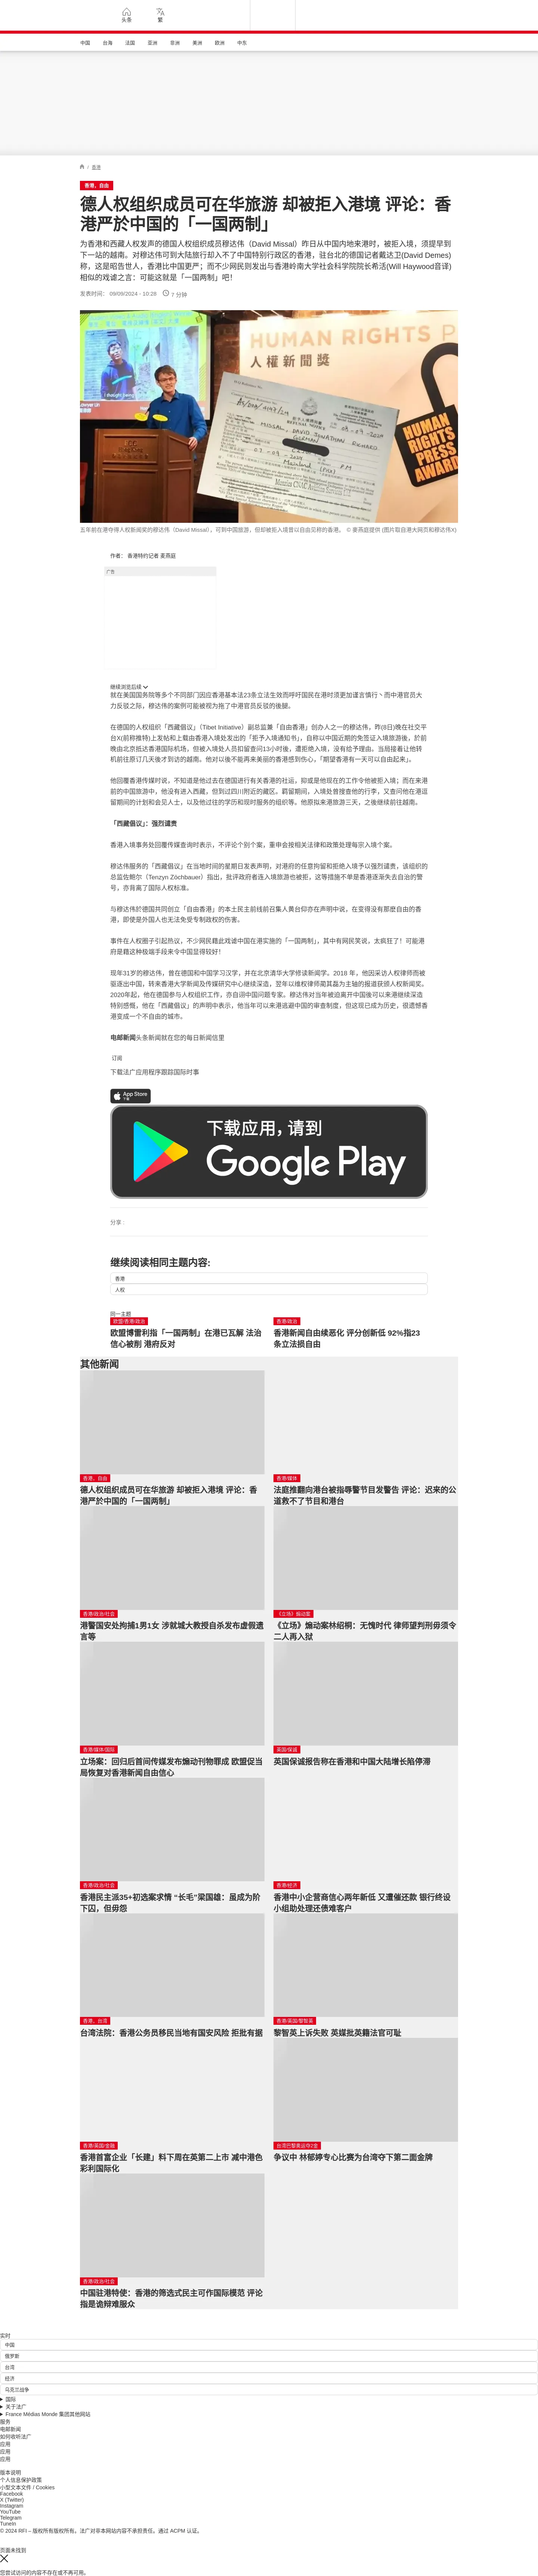 头条
繁
中国
台海
法国
亚洲
非洲
美洲
欧洲
中东
/ 香港
香港，自由
德人权组织成员可在华旅游 却被拒入港境 评论：香
港严於中国的「一国两制」
为香港和西藏人权发声的德国人权组织成员穆达伟（David Missal）昨日从中国内地来港时，被拒入境，须提早到
下一站的越南。对穆达伟可到大陆旅行却入不了中国特别行政区的香港，驻台北的德国记者戴达卫(David Demes)
称，这是昭告世人，香港比中国更严；而不少网民则发出与香港岭南大学社会科学院院长希活(Will Haywood音译)
相似的戏谑之言：可能这就是「一国两制」吧！
发表时间： 09/09/2024 - 10:28
7 分钟
HUMAN RIGHTS P
人權新聞獎
HUMAN RIGHTS PRESS AWARD
五年前在港夺得人权新闻奖的穆达伟（David Missal），可到中国旅游，但却被拒入境曾以自由见称的香港。 © 麦燕庭提供 (图片取自港大网页和穆达伟X)
作者： 香港特约记者 麦燕庭
广告
继续浏览后续
就在美国国务院等多个不同部门因应香港基本法23条立法生效而呼吁国民在港时须更加谨言慎行丶而中港官员大
力反驳之际，穆达伟的案例可能被视为拖了中港官员反驳的後腿。
在德国的人权组织「西藏倡议」（Tibet Initiative）副总监兼「自由香港」创办人之一的穆达伟，昨(8日)晚在社交平
台X(前称推特)上发帖和上载由香港入境处发出的「拒予入境通知书」，自称以中国近期的免签证入境旅游後，於前
晚由北京抵达香港国际机场，但被入境处人员扣留查问13小时後，遭拒绝入境，没有给予理由。当局接着让他转
机前往原订几天後才到访的越南。他对以後不能再来美丽的香港感到伤心，「期望香港有一天可以自由起来」。
他回覆香港传媒时说，不知道是他过去在德国进行有关香港的社运，抑或是他现在的工作令他被拒入境；而在来港
前的中国旅游中，他没有进入西藏，但到过四川附近的藏区。羁留期间，入境处曾搜查他的行李，又查问他在港逗
留期间的计划和会见人士，以及他过往的学历和现时服务的组织等。他原拟来港旅游三天，之後继续前往越南。
「西藏倡议」：强烈谴责
香港入境事务处回覆传媒查询时表示，不评论个别个案，重申会按相关法律和政策处理每宗入境个案。
穆达伟服务的「西藏倡议」在当地时间的星期日发表声明，对港府的任意拘留和拒绝入境予以强烈谴责，该组织的
总监佐鲍尔（Tenzyn Zöchbauer）指出，批评政府者连入境旅游也被拒，这等措施不单是香港逐渐失去自治的警
号，亦背离了国际人权标准。
与穆达伟於德国共同创立「自由香港」的本土民主前线前召集人黄台仰亦在声明中说，在变得没有那麽自由的香
港，即使是外国人也无法免受专制政权的伤害。
事件在人权圈子引起热议，不少网民籍此戏谑中国在港实施的「一国两制」，其中有网民笑说，太疯狂了！可能港
府是藉这种极端手段来令中国显得较好！
现年31岁的穆达伟，曾在德国和中国学习汉学，并在北京清华大学修读新闻学。2018 年，他因采访人权律师而被
驱逐出中国，转来香港大学新闻及传媒研究中心继续深造，翌年以维权律师戴其磊为主轴的报道获颁人权新闻奖。
2020年起，他在德国参与人权组织工作，亦自诩中国问题专家。穆达伟对当年被迫离开中国後可以来港继续深造
特别感慨，他在「西藏倡议」的声明中表示，他当年可以来港逃避中国的审查制度，但这现已成为历史，很遗憾香
港变成一个不自由的城市。
电邮新闻头条新闻就在您的每日新闻信里
订阅
下载法广应用程序跟踪国际时事
App Store
下载
下载应用，请到
Google Play
分享 :
继续阅读相同主题内容:
香港
人权
同一主题
欧盟/香港/政治
欧盟博雷利指「一国两制」在港已瓦解 法治
信心被削 港府反对
香港/政治
香港新闻自由续恶化 评分创新低 92%指23
条立法损自由
其他新闻
香港，自由
德人权组织成员可在华旅游 却被拒入港境 评论：香
港严於中国的「一国两制」
香港/媒体
法庭推翻向港台被指辱警节目发警告 评论：迟来的公
道救不了节目和港台
香港/政治/社会
港警国安处拘捕1男1女 涉就城大教授自杀发布虚假遗
言等
《立场》煽动案
《立场》煽动案林绍桐：无愧时代 律师望判刑毋须令
二人再入狱
香港/媒体/国际
立场案：回归后首间传媒发布煽动刊物罪成 欧盟促当
局恢复对香港新闻自由信心
英国/保诚
英国保诚报告称在香港和中国大陆增长陷停滞
香港/政治/社会
香港民主派35+初选案求情 “长毛”梁国雄：虽成为阶
下囚，但毋怨
香港/经济
香港中小企营商信心两年新低 又遭催还款 银行终设
小组助处理还债难客户
香港、台湾
台湾法院：香港公务员移民当地有国安风险 拒批有据
香港/英国/黎智英
黎智英上诉失败 英媒批英籍法官可耻
香港/英国/金融
香港首富企业「长建」料下周在英第二上市 减中港色
彩利国际化
台湾巴黎奥运夺2金
争议中 林郁婷专心比赛为台湾夺下第二面金牌
香港/政治/社会
中国驻港特使：香港的筛选式民主可作国际模范 评论
指是诡辩难服众
实时
中国
俄罗斯
台湾
经济
乌克兰战争
国际
关于法广
France Médias Monde 集团其他网站
服务
电邮新闻
如何收听法广
应用
应用
应用
版本说明
个人信息保护政策
小型文本文件 / Cookies
Facebook
X (Twitter)
Instagram
YouTube
Telegram
TuneIn
© 2024 RFI – 版权所有版权所有。法广对非本网站内容不承担责任。通过 ACPM 认证。
页面未找到
您尝试访问的内容不存在或不再可用。